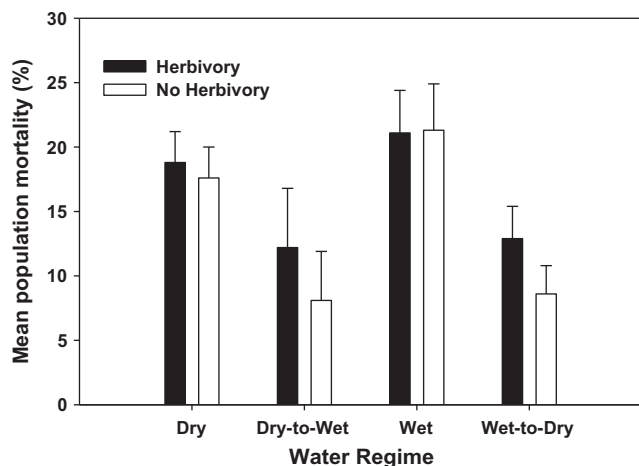 30
25
20
15
10
5
0
Mean population mortality (%)
Herbivory
No Herbivory
Dry Dry-to-Wet Wet Wet-to-Dry
Water Regime